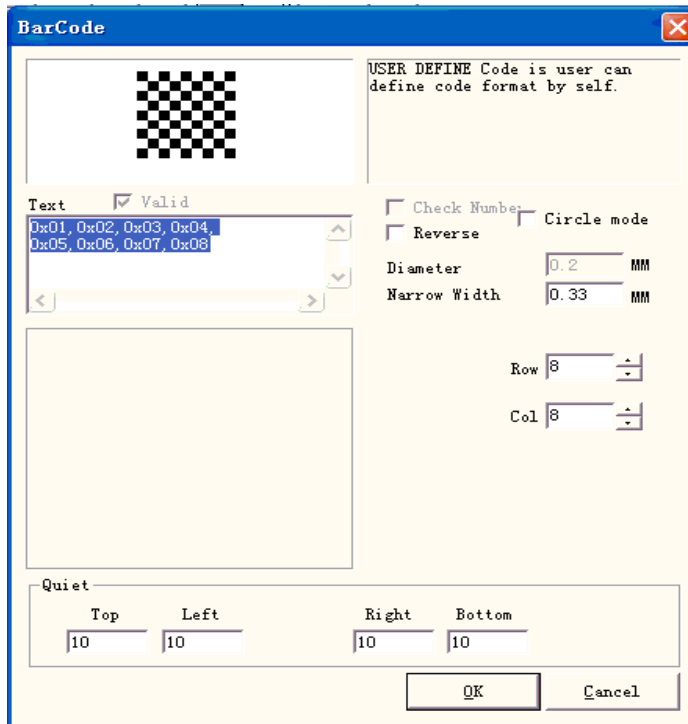 BarCode
USER DEFINE Code is user can
define code format by self.
Text
Valid
0x01, 0x02, 0x03, 0x04,
0x05, 0x06, 0x07, 0x08
Check Number
Circle mode
Reverse
Diameter 0.2 MM
Narrow Width 0.33 MM
Row 8
Col 8
Quiet
Top Left Right Bottom
10 10 10 10
OK Cancel